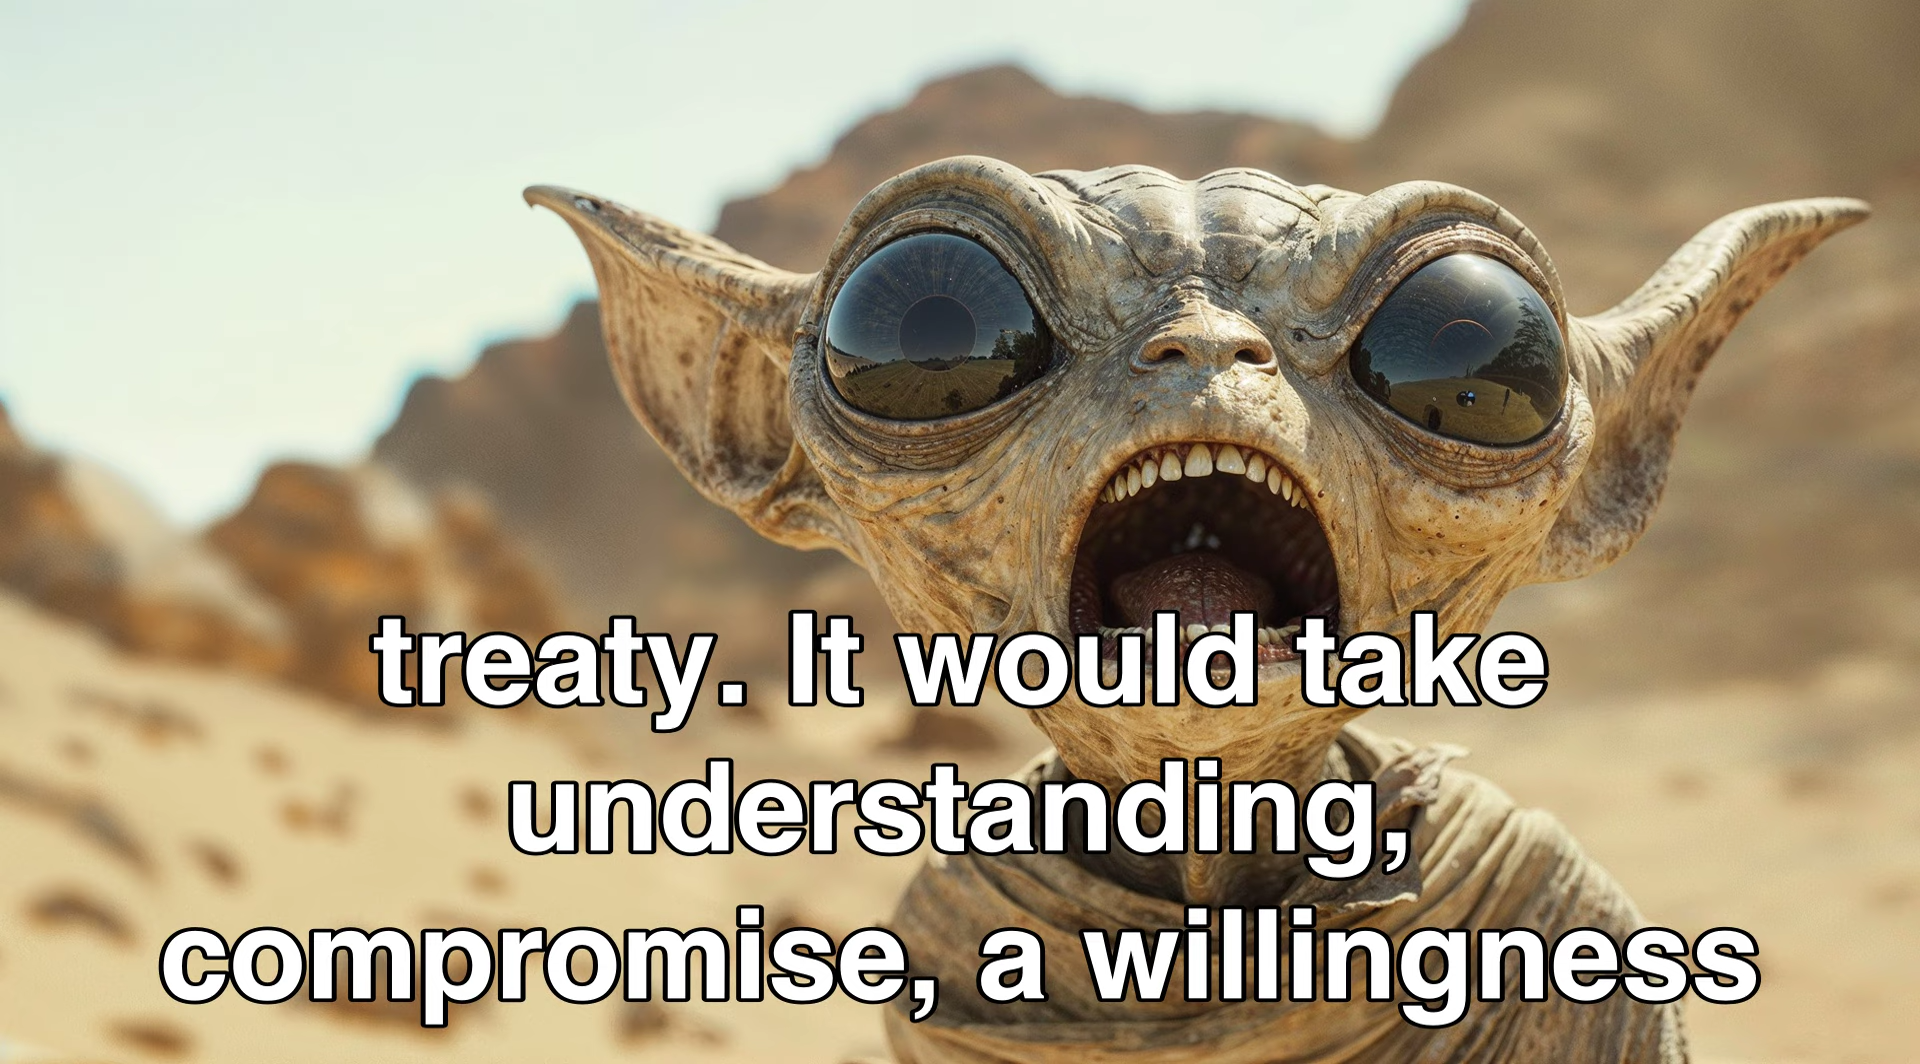 treaty. It would take
understanding,
compromise, a willingness